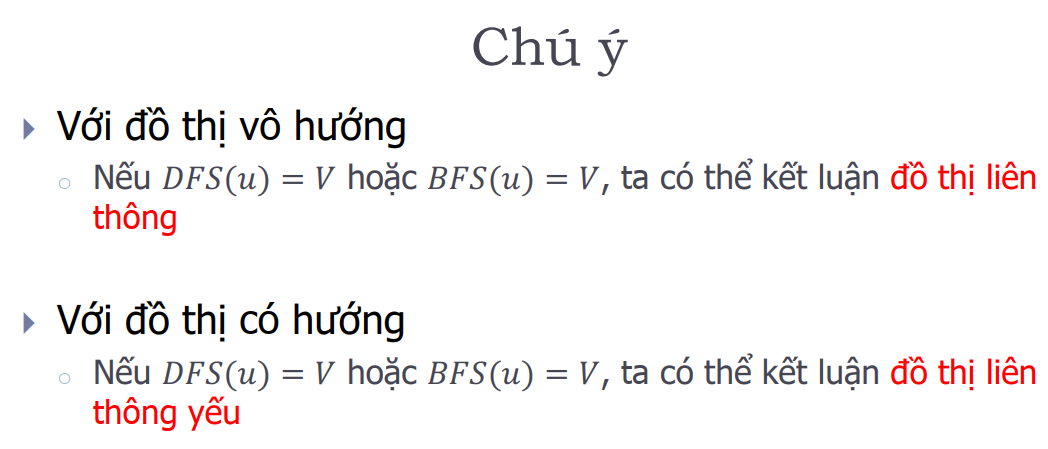 Chú ý
Với đồ thị vô hướng
Nếu DFS(u) = V hoặc BFS(u) = V, ta có thể kết luận đồ thị liên
thông
Với đồ thị có hướng
Nếu DFS(u) = V hoặc BFS(u) = V, ta có thể kết luận đồ thị liên
thông yếu